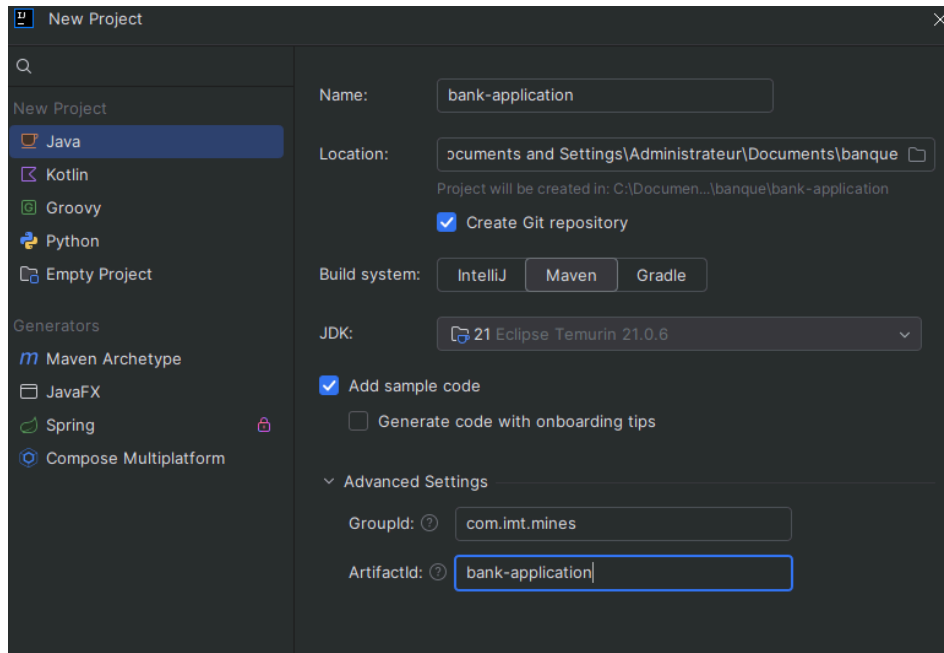 New Project
New Project
Java
Kotlin
Groovy
Python
Empty Project
Generators
Maven Archetype
JavaFX
Spring
Compose Multiplatform
Name: bank-application
Location: ocuments and Settings\Administrateur\Documents\banque
Project will be created in: C:\Documen...\banque\bank-application
Create Git repository
Build system: IntelliJ Maven Gradle
JDK: 21 Eclipse Temurin 21.0.6
Add sample code
Generate code with onboarding tips
Advanced Settings
GroupId: ? com.imt.mines
ArtifactId: ? bank-application